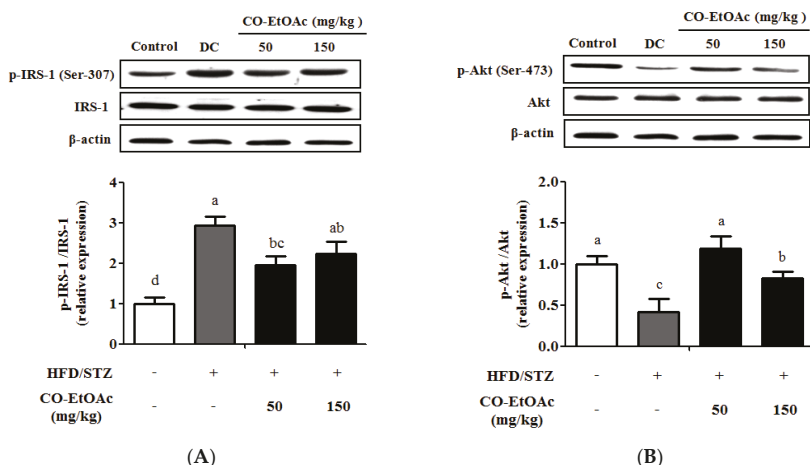 CO-EtOAc (mg/kg)
Control DC 50 150
p-IRS-1 (Ser-307)
IRS-1
β-actin
p-IRS-1 /IRS-1
(relative expression)
4
3
2
1
0
d
a
bc
ab
HFD/STZ - + + +
CO-EtOAc
(mg/kg) - - 50 150
(A)
CO-EtOAc (mg/kg )
Control DC 50 150
p-Akt (Ser-473)
Akt
β-actin
p-Akt /Akt
(relative expression)
2.0
1.5
1.0
0.5
0.0
a
c
a
b
HFD/STZ - + + +
CO-EtOAc
(mg/kg) - - 50 150
(B)